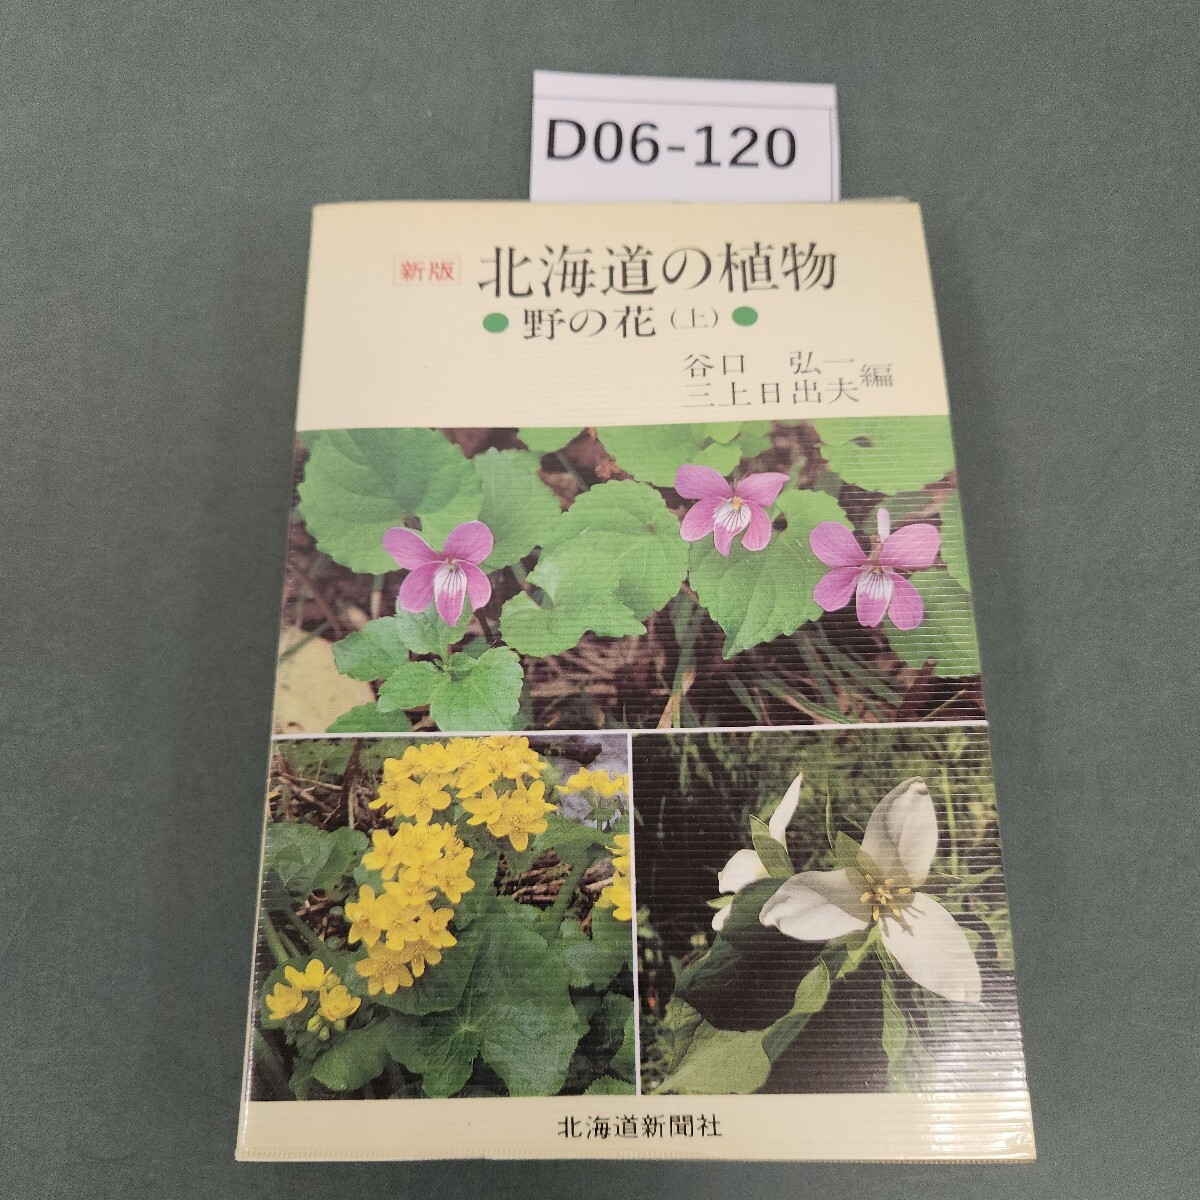 D06-120
新版 北海道の植物
●野の花(上)●
谷口 弘一
三上日出夫 編
北海道新聞社